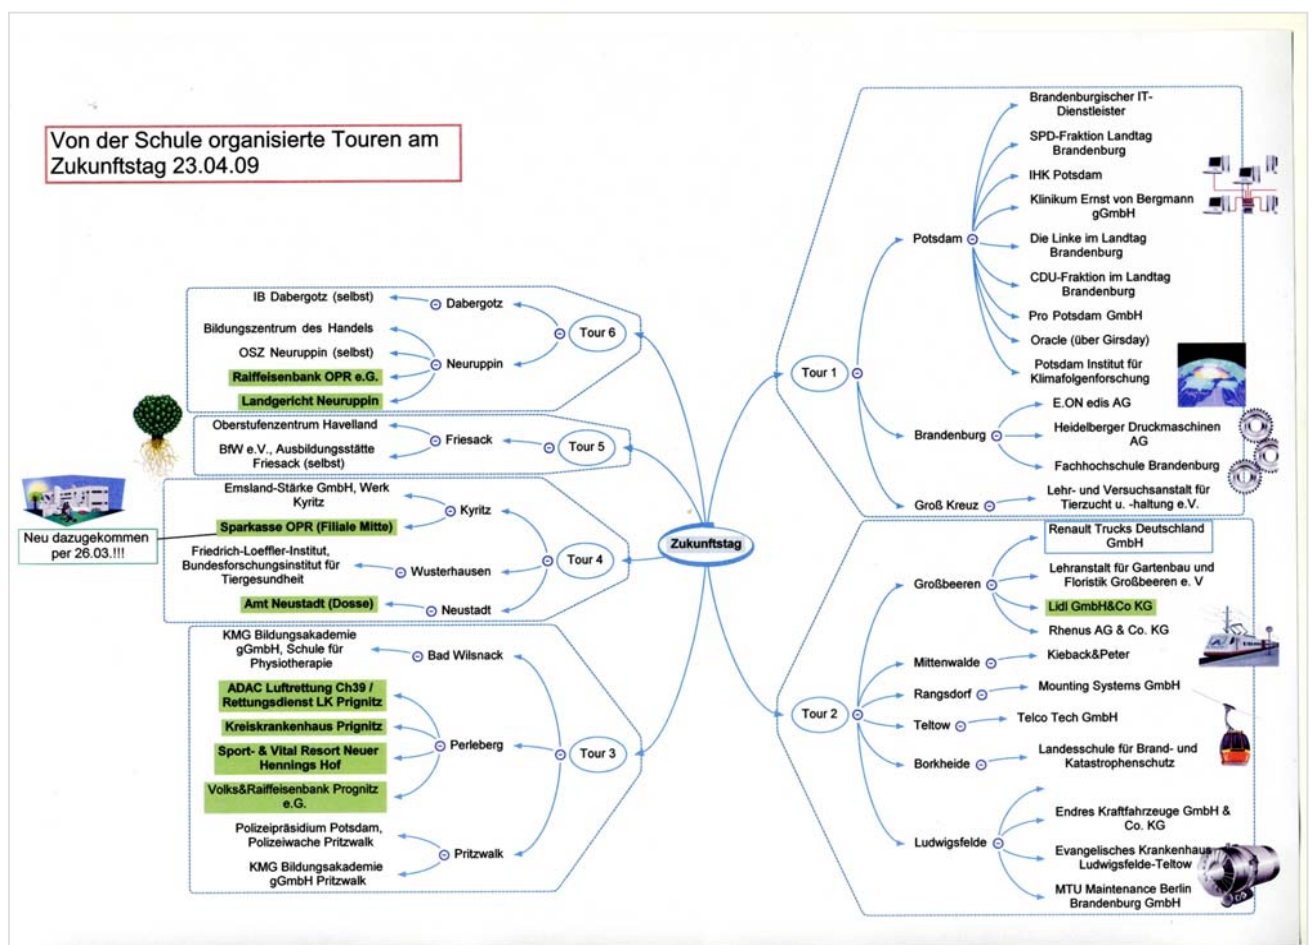 Von der Schule organisierte Touren am
Zukunftstag 23.04.09
Zukunftstag
Tour 1
Potsdam
Brandenburgischer IT-
Dienstleister
SPD-Fraktion Landtag
Brandenburg
IHK Potsdam
Klinikum Ernst von Bergmann
gGmbH
Die Linke im Landtag
Brandenburg
CDU-Fraktion im Landtag
Brandenburg
Pro Potsdam GmbH
Oracle (über Girsday)
Potsdam Institut für
Klimafolgenforschung
Brandenburg
E.ON edis AG
Heidelberger Druckmaschinen
AG
Fachhochschule Brandenburg
Groß Kreuz
Lehr- und Versuchsanstalt für
Tierzucht u. -haltung e.V.
Tour 2
Großbeeren
Renault Trucks Deutschland
GmbH
Lehranstalt für Gartenbau und
Floristik Großbeeren e. V
Lidl GmbH&Co KG
Rhenus AG & Co. KG
Mittenwalde
Kieback&Peter
Rangsdorf
Mounting Systems GmbH
Teltow
Telco Tech GmbH
Borkheide
Landesschule für Brand- und
Katastrophenschutz
Ludwigsfelde
Endres Kraftfahrzeuge GmbH &
Co. KG
Evangelisches Krankenhaus
Ludwigsfelde-Teltow
MTU Maintenance Berlin
Brandenburg GmbH
Tour 6
Dabergotz
IB Dabergotz (selbst)
Neuruppin
Bildungszentrum des Handels
OSZ Neuruppin (selbst)
Raiffeisenbank OPR e.G.
Landgericht Neuruppin
Tour 5
Friesack
Oberstufenzentrum Havelland
BfW e.V., Ausbildungsstätte
Friesack (selbst)
Tour 4
Kyritz
Emsland-Stärke GmbH, Werk
Kyritz
Sparkasse OPR (Filiale Mitte)
Neu dazugekommen
per 26.03.!!!
Wusterhausen
Friedrich-Loeffler-Institut,
Bundesforschungsinstitut für
Tiergesundheit
Neustadt
Amt Neustadt (Dosse)
Tour 3
Bad Wilsnack
KMG Bildungsakademie
gGmbH, Schule für
Physiotherapie
Perleberg
ADAC Luftrettung Ch39 /
Rettungsdienst LK Prignitz
Kreiskrankenhaus Prignitz
Sport- & Vital Resort Neuer
Hennings Hof
Volks&Raiffeisenbank Prognitz
e.G.
Pritzwalk
Polizeipräsidium Potsdam,
Polizeiwache Pritzwalk
KMG Bildungsakademie
gGmbH Pritzwalk